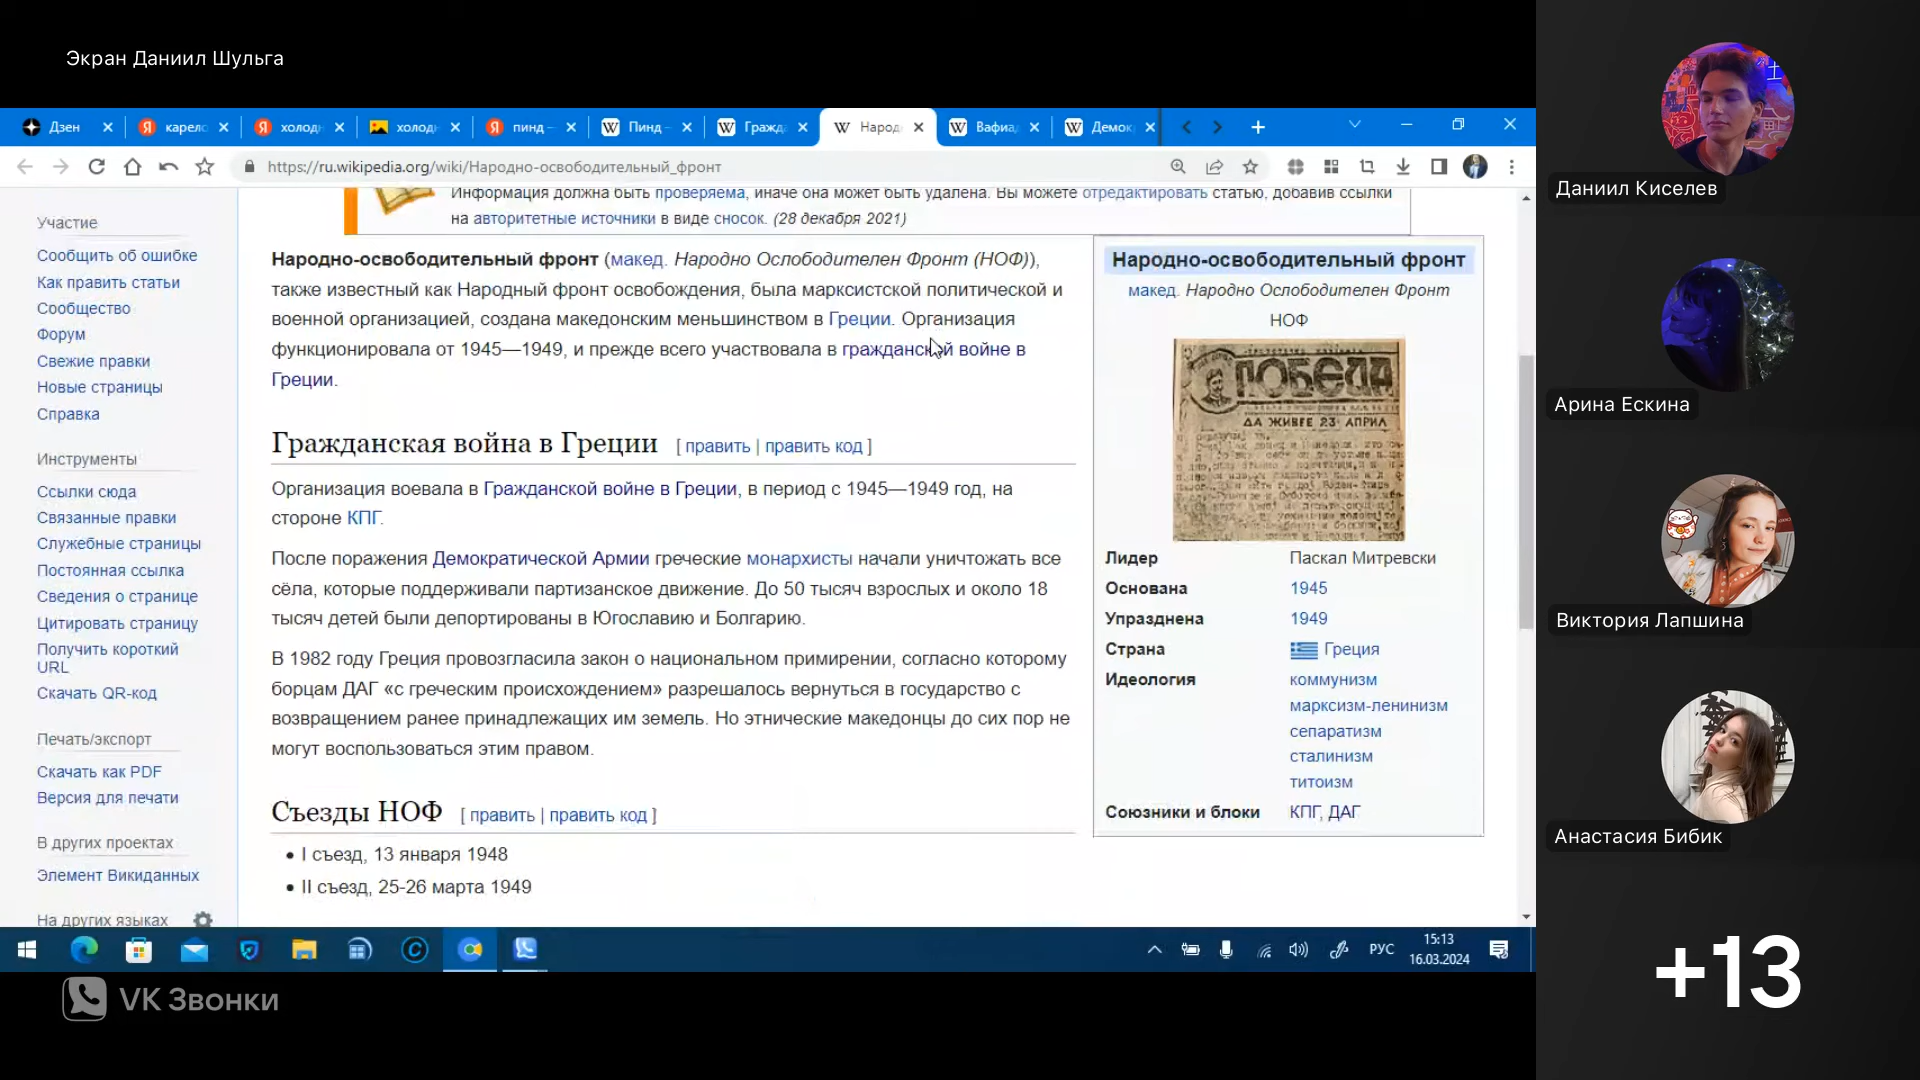 Экран Даниил Шульга
Дзен
карело
холодн
холодн
пинд –
Пинд –
Гражда
Народ
Вафиа
Демок
https://ru.wikipedia.org/wiki/Народно-освободительный_фронт
Информация должна быть проверяема, иначе она может быть удалена. Вы можете отредактировать статью, добавив ссылки
на авторитетные источники в виде сносок. (28 декабря 2021)
Участие
Сообщить об ошибке
Как править статьи
Сообщество
Форум
Свежие правки
Новые страницы
Справка
Инструменты
Ссылки сюда
Связанные правки
Служебные страницы
Постоянная ссылка
Сведения о странице
Цитировать страницу
Получить короткий
URL
Скачать QR-код
Печать/экспорт
Скачать как PDF
Версия для печати
В других проектах
Элемент Викиданных
На других языках
Народно-освободительный фронт (макед. Народно Ослободителен Фронт (НОФ)),
также известный как Народный фронт освобождения, была марксистской политической и
военной организацией, создана македонским меньшинством в Греции. Организация
функционировала от 1945—1949, и прежде всего участвовала в гражданской войне в
Греции.
Гражданская война в Греции [ править | править код ]
Организация воевала в Гражданской войне в Греции, в период с 1945—1949 год, на
стороне КПГ.
После поражения Демократической Армии греческие монархисты начали уничтожать все
сёла, которые поддерживали партизанское движение. До 50 тысяч взрослых и около 18
тысяч детей были депортированы в Югославию и Болгарию.
В 1982 году Греция провозгласила закон о национальном примирении, согласно которому
борцам ДАГ «с греческим происхождением» разрешалось вернуться в государство с
возвращением ранее принадлежащих им земель. Но этнические македонцы до сих пор не
могут воспользоваться этим правом.
Съезды НОФ [ править | править код ]
• I съезд, 13 января 1948
• II съезд, 25-26 марта 1949
Народно-освободительный фронт
макед. Народно Ослободителен Фронт
НОФ
ПОБЕДА
ДА ЖИВЕЕ 23 АПРИЛ
Лидер Паскал Митревски
Основана 1945
Упразднена 1949
Страна Греция
Идеология коммунизм
марксизм-ленинизм
сепаратизм
сталинизм
титоизм
Союзники и блоки КПГ, ДАГ
РУС
15:13
16.03.2024
VK Звонки
Даниил Киселев
Арина Ескина
Виктория Лапшина
Анастасия Бибик
+13